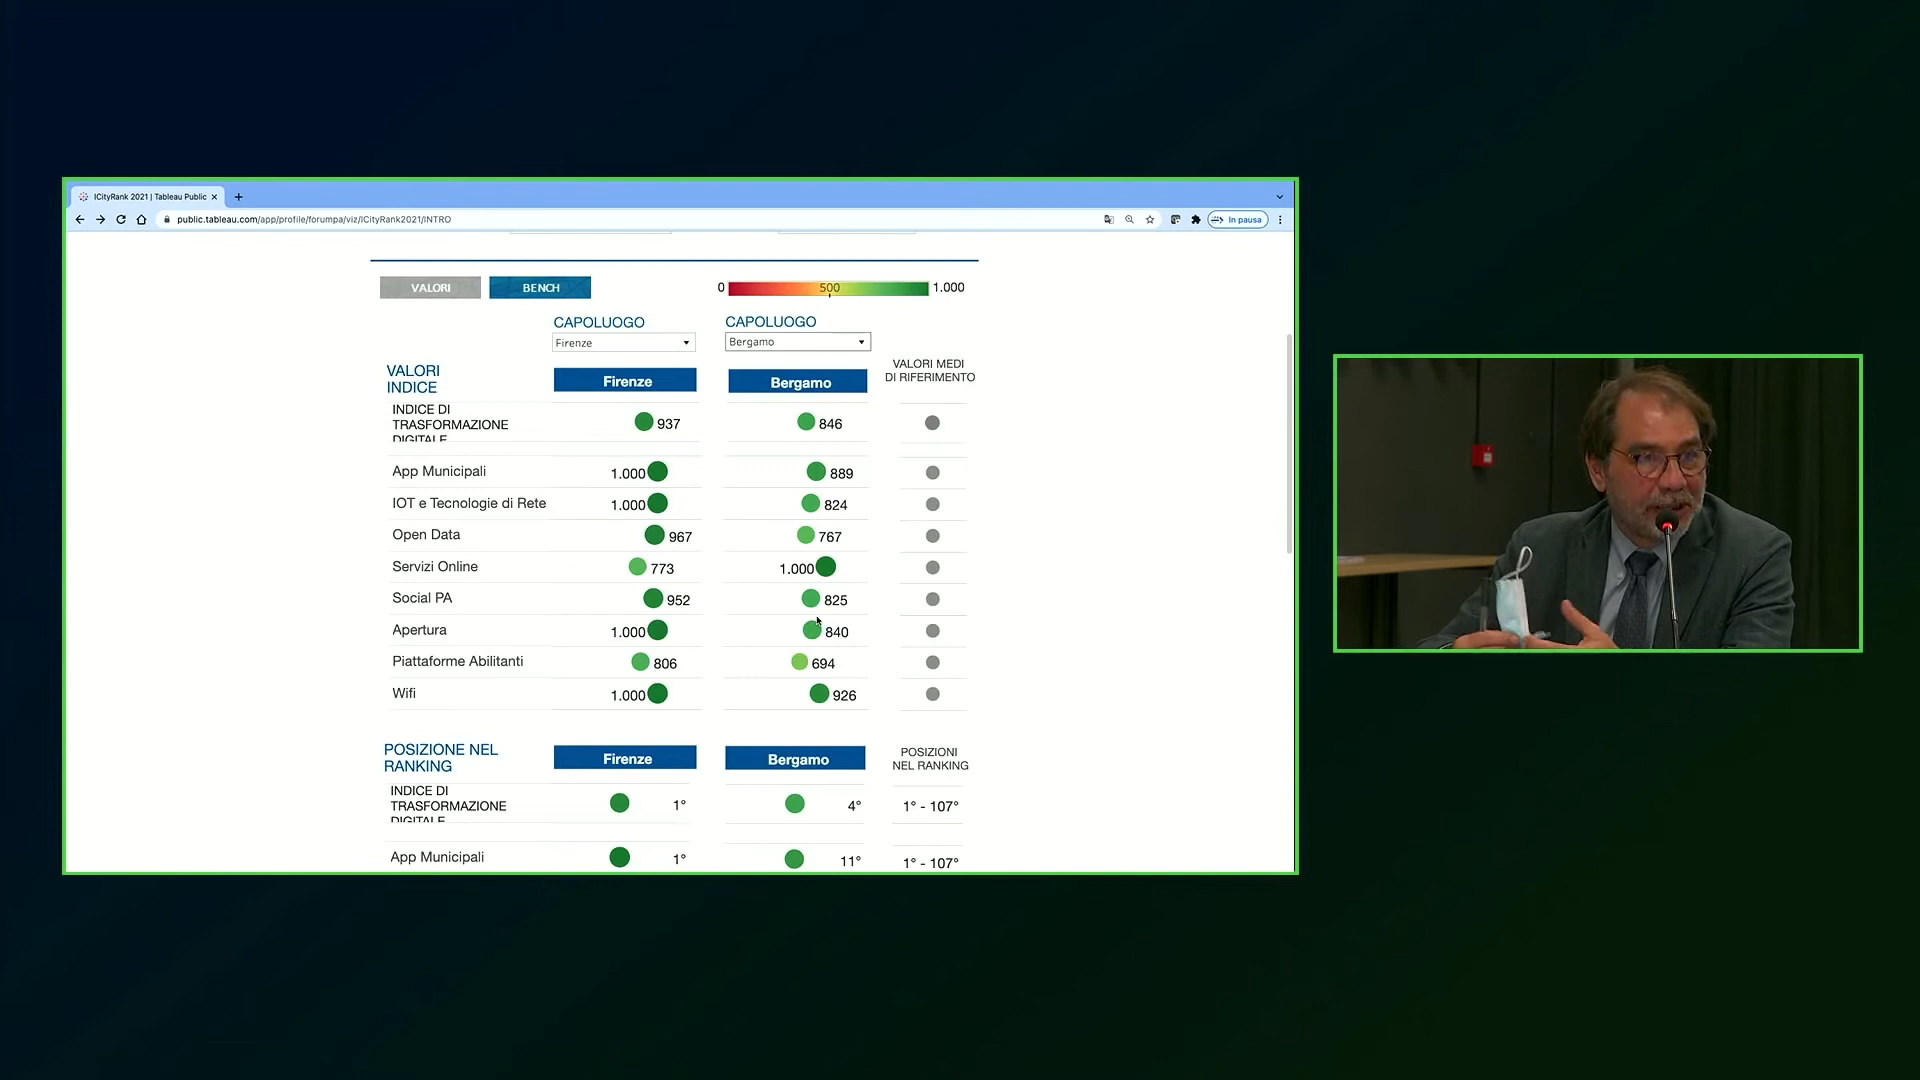 ICityRank 2021 | Tableau Public
public.tableau.com/app/profile/forumpa/viz/ICityRank2021/INTRO
In pausa
VALORI
BENCH
0
500
1.000
CAPOLUOGO
CAPOLUOGO
Firenze
Bergamo
VALORI MEDI
DI RIFERIMENTO
VALORI
INDICE
Firenze
Bergamo
INDICE DI
TRASFORMAZIONE
DIGITALE
937
846
App Municipali
1.000
889
IOT e Tecnologie di Rete
1.000
824
Open Data
967
767
Servizi Online
773
1.000
Social PA
952
825
Apertura
1.000
840
Piattaforme Abilitanti
806
694
Wifi
1.000
926
POSIZIONE NEL
RANKING
Firenze
Bergamo
POSIZIONI
NEL RANKING
INDICE DI
TRASFORMAZIONE
DIGITALE
1°
4°
1° - 107°
App Municipali
1°
11°
1° - 107°